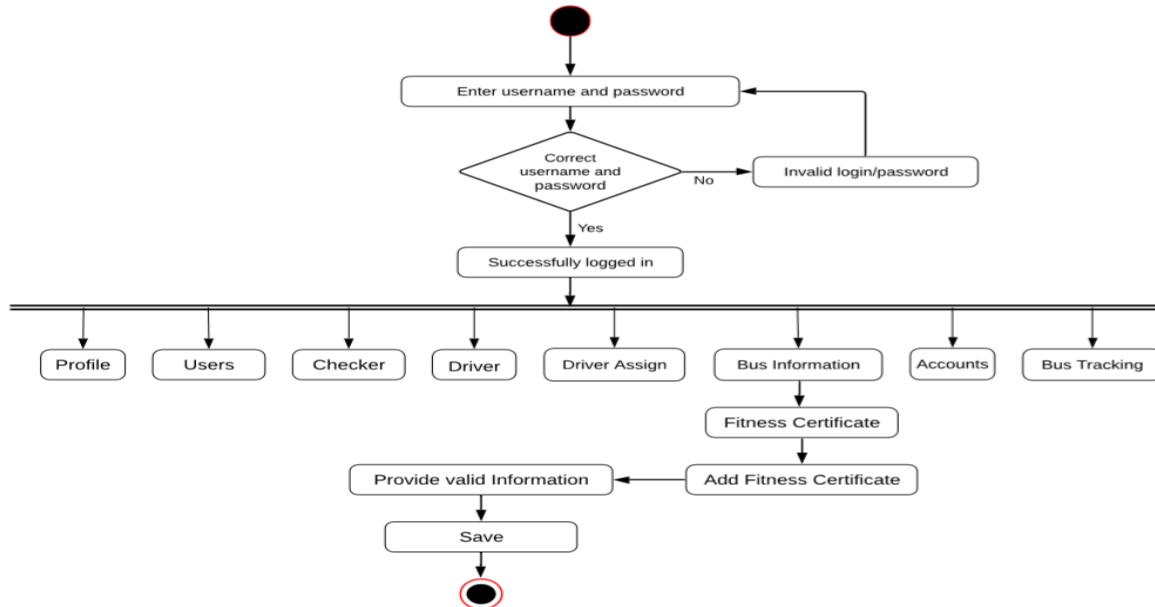 Enter username and password
Correct
username and
password
No
Invalid login/password
Yes
Successfully logged in
Profile
Users
Checker
Driver
Driver Assign
Bus Information
Accounts
Bus Tracking
Fitness Certificate
Provide valid Information
Add Fitness Certificate
Save